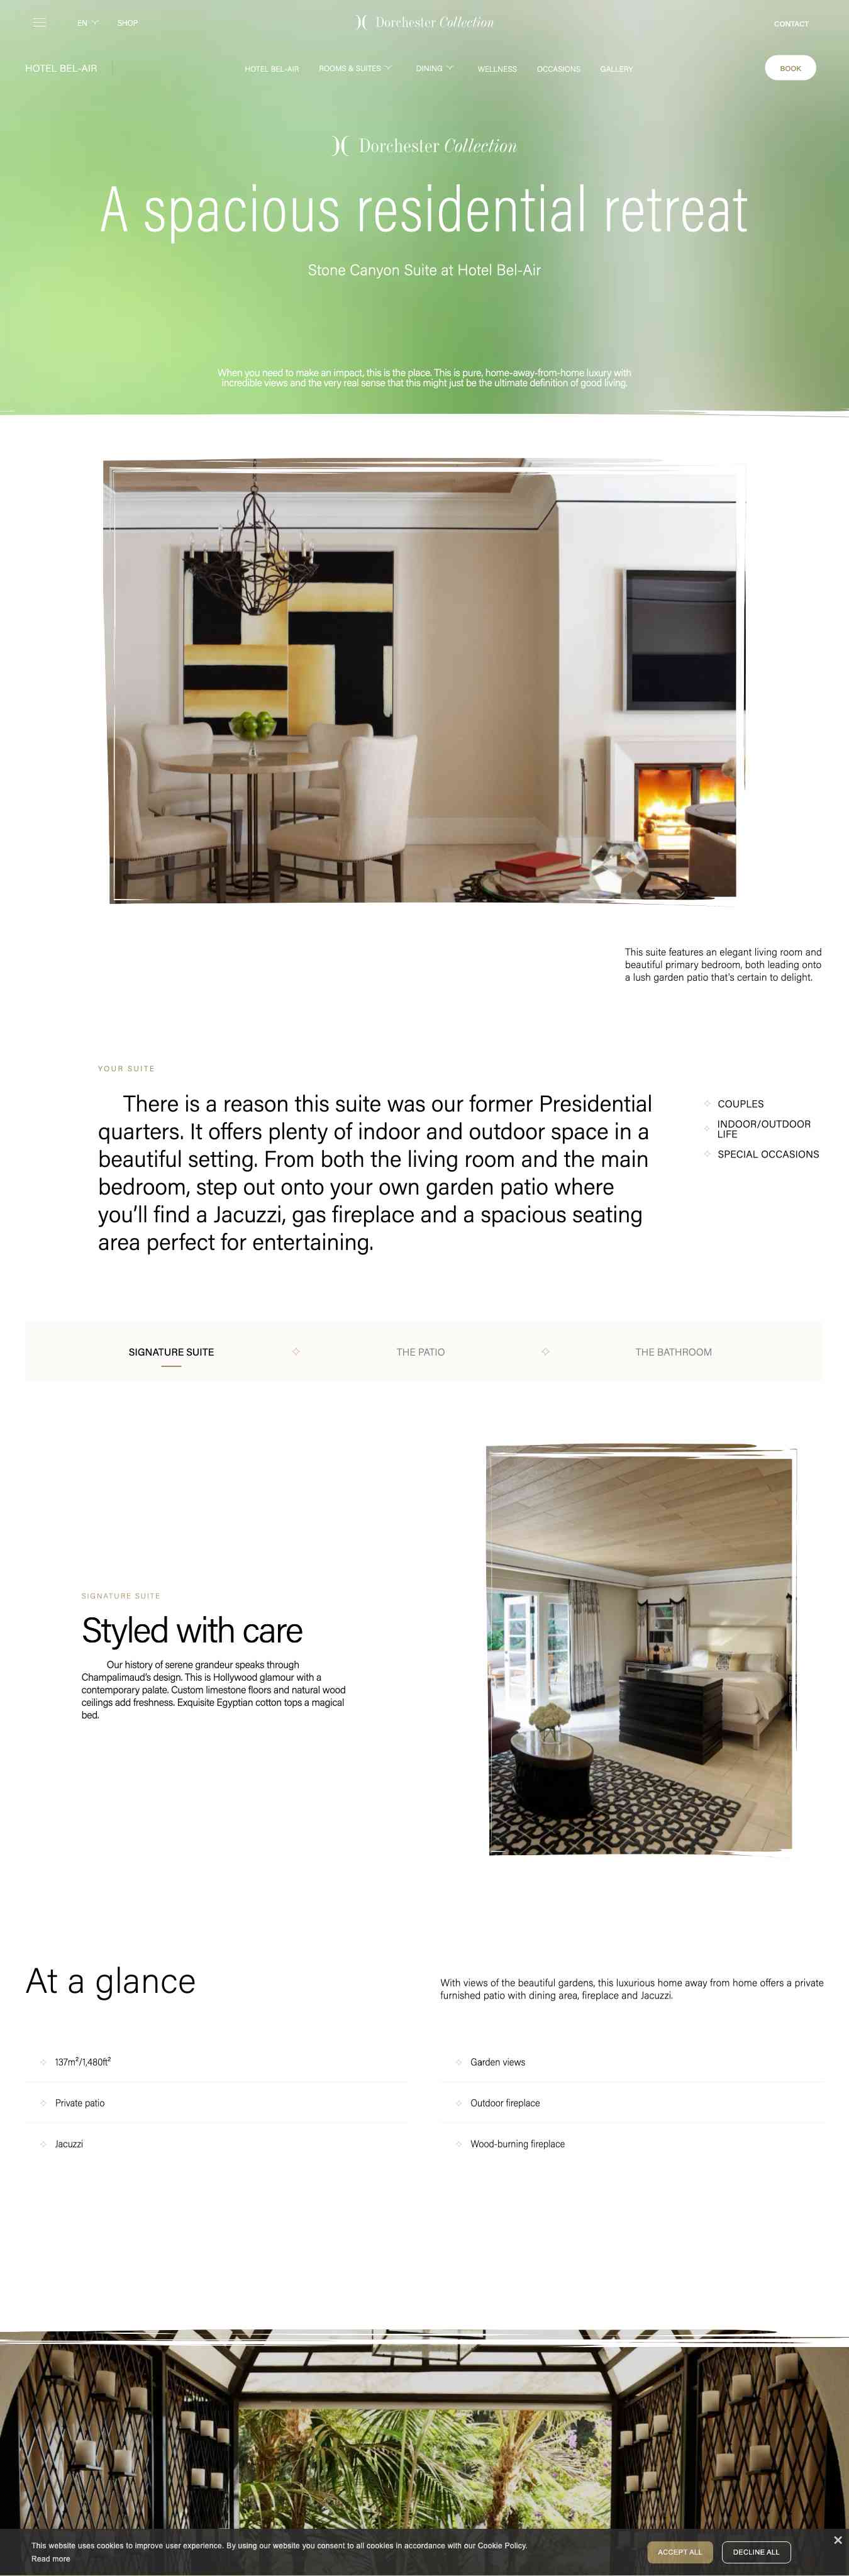 EN
SHOP
Dorchester Collection
CONTACT
HOTEL BEL-AIR
HOTEL BEL-AIR
ROOMS & SUITES
DINING
WELLNESS
OCCASIONS
GALLERY
BOOK
Dorchester Collection
A spacious residential retreat
Stone Canyon Suite at Hotel Bel-Air
When you need to make an impact, this is the place. This is pure, home-away-from-home luxury with
incredible views and the very real sense that this might just be the ultimate definition of good living.
This suite features an elegant living room and
beautiful primary bedroom, both leading onto
a lush garden patio that's certain to delight.
YOUR SUITE
There is a reason this suite was our former Presidential
quarters. It offers plenty of indoor and outdoor space in a
beautiful setting. From both the living room and the main
bedroom, step out onto your own garden patio where
you’ll find a Jacuzzi, gas fireplace and a spacious seating
area perfect for entertaining.
COUPLES
INDOOR/OUTDOOR
LIFE
SPECIAL OCCASIONS
SIGNATURE SUITE
THE PATIO
THE BATHROOM
SIGNATURE SUITE
Styled with care
Our history of serene grandeur speaks through
Champalimaud’s design. This is Hollywood glamour with a
contemporary palate. Custom limestone floors and natural wood
ceilings add freshness. Exquisite Egyptian cotton tops a magical
bed.
At a glance
With views of the beautiful gardens, this luxurious home away from home offers a private
furnished patio with dining area, fireplace and Jacuzzi.
137m²/1,480ft²
Garden views
Private patio
Outdoor fireplace
Jacuzzi
Wood-burning fireplace
This website uses cookies to improve user experience. By using our website you consent to all cookies in accordance with our Cookie Policy.
Read more
ACCEPT ALL
DECLINE ALL